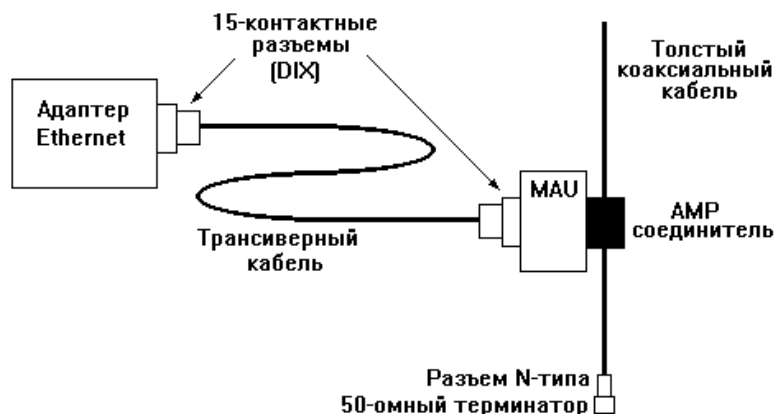 15-контактные
разъемы
(DIX)
Толстый
коаксиальный
кабель
Адаптер
Ethernet
MAU
AMP
соединитель
Трансиверный
кабель
Разъем N-типа
50-омный терминатор